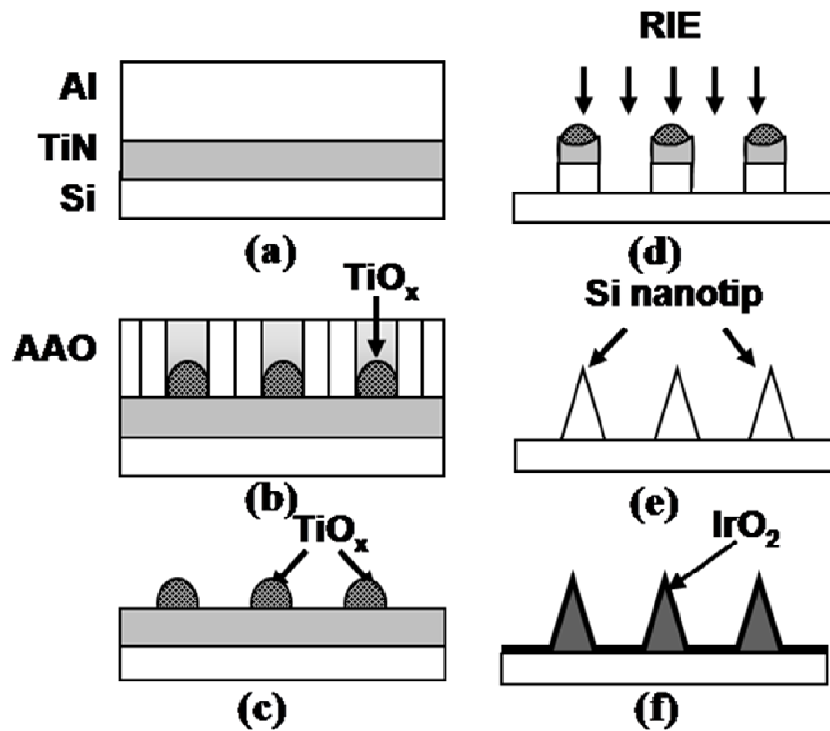 Al
TiN
Si
(a)
TiOₓ
AAO
(b)
TiOₓ
(c)
RIE
(d)
Si nanotip
(e)
IrO₂
(f)